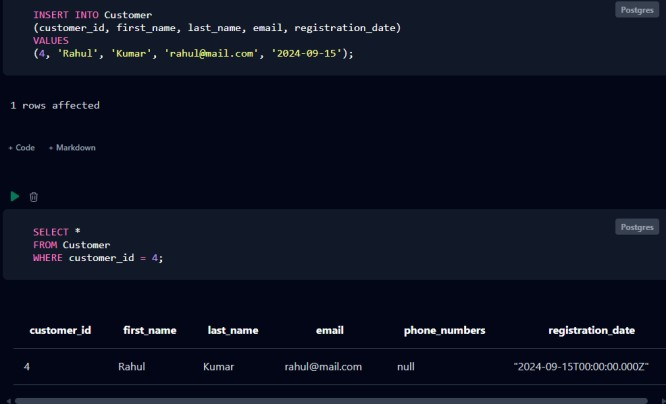 Postgres
INSERT INTO Customer
(customer_id, first_name, last_name, email, registration_date)
VALUES
(4, 'Rahul', 'Kumar', 'rahul@mail.com', '2024-09-15');
1 rows affected
+ Code + Markdown
Postgres
SELECT *
FROM Customer
WHERE customer_id = 4;
customer_id first_name last_name email phone_numbers registration_date
4 Rahul Kumar rahul@mail.com null "2024-09-15T00:00:00.000Z"